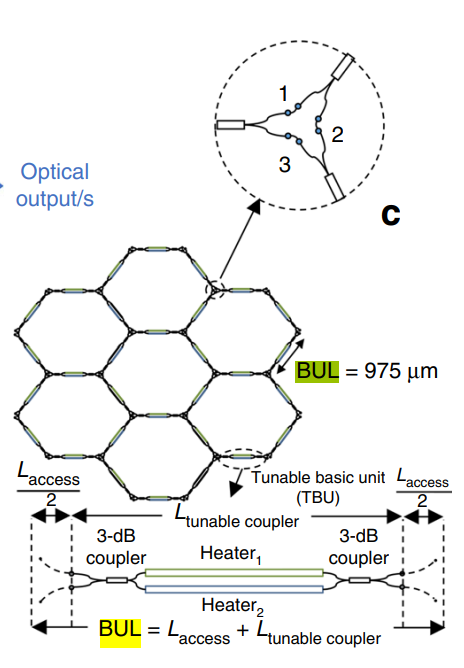 1
2
3
Optical
output/s
c
BUL = 975 μm
Tunable basic unit
(TBU)
L_access
2
L_tunable coupler
L_access
2
3-dB
coupler
Heater_1
3-dB
coupler
Heater_2
BUL = L_access + L_tunable coupler